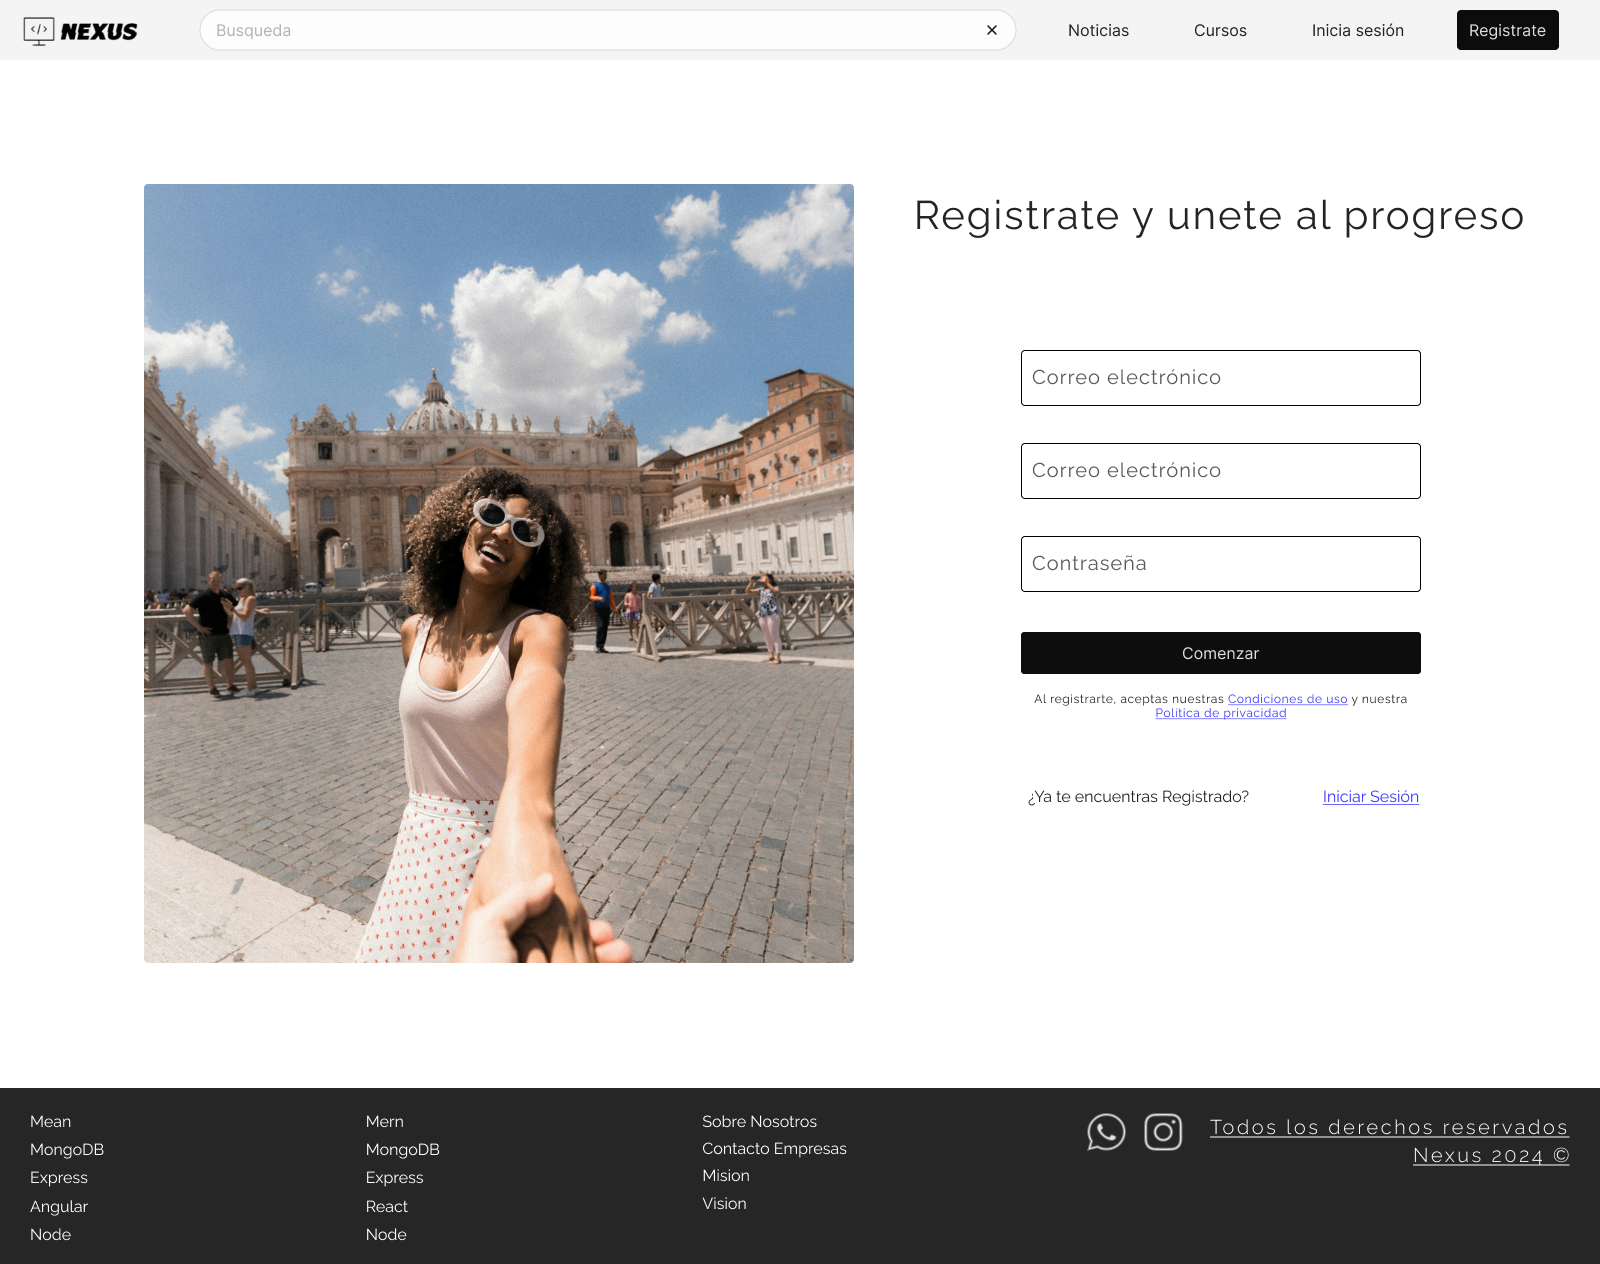 </> NEXUS
Busqueda
Noticias
Cursos
Inicia sesión
Registrate
Registrate y unete al progreso
Correo electrónico
Correo electrónico
Contraseña
Comenzar
Al registrarte, aceptas nuestras Condiciones de uso y nuestra
Política de privacidad
¿Ya te encuentras Registrado?
Iniciar Sesión
Mean
MongoDB
Express
Angular
Node
Mern
MongoDB
Express
React
Node
Sobre Nosotros
Contacto Empresas
Mision
Vision
Todos los derechos reservados
Nexus 2024 ©